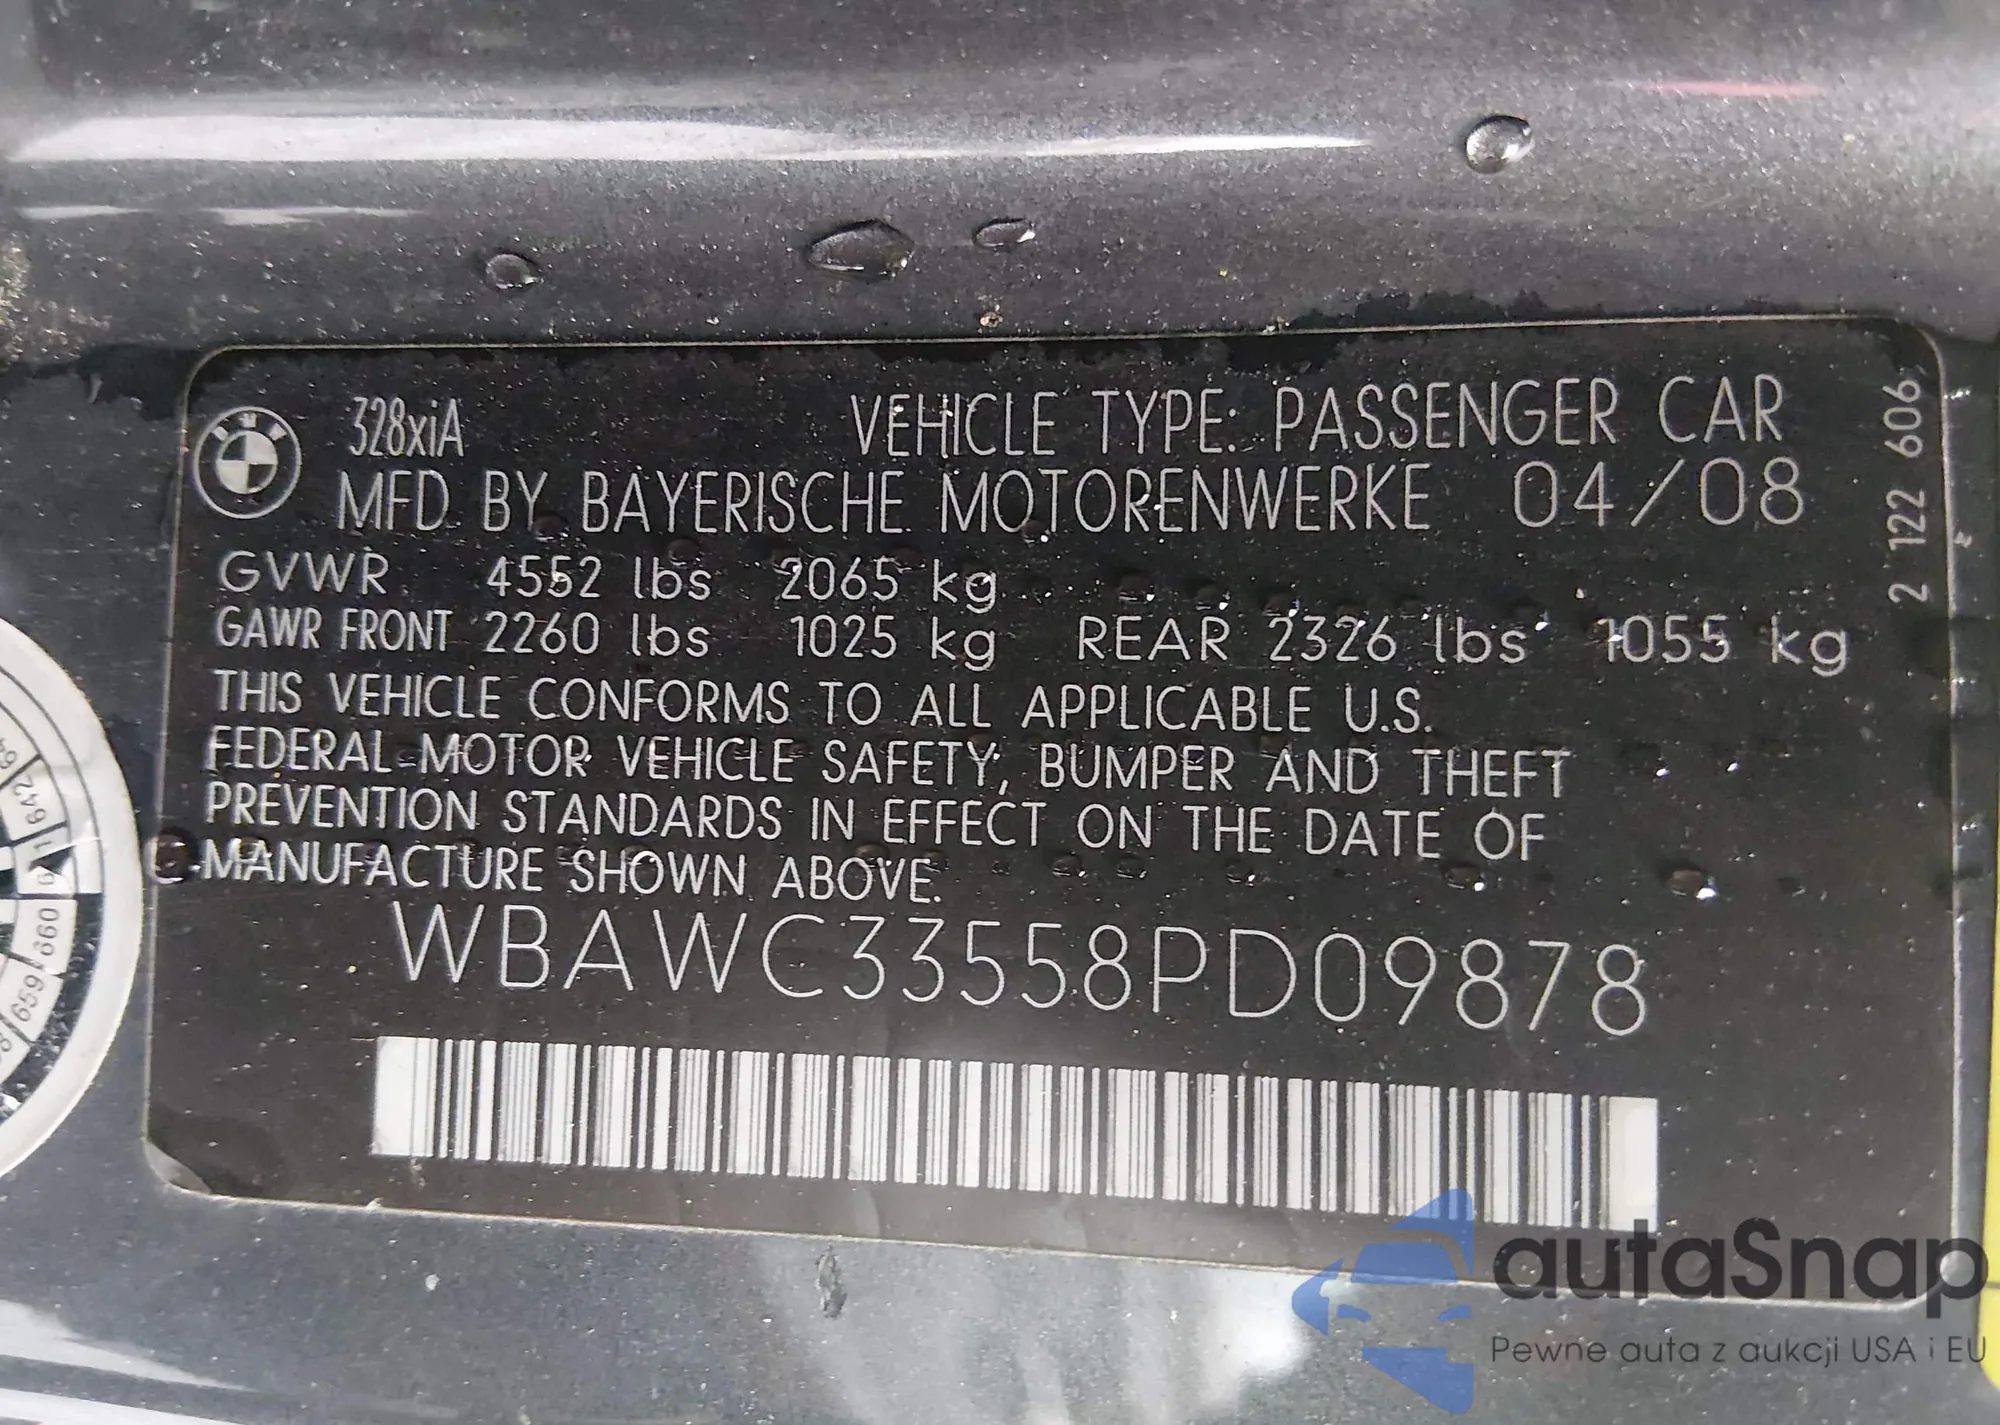 328xiA VEHICLE TYPE: PASSENGER CAR
MFD BY BAYERISCHE MOTORENWERKE 04/08
GVWR 4552 lbs 2065 kg
GAWR FRONT 2260 lbs 1025 kg REAR 2326 lbs 1055 kg
THIS VEHICLE CONFORMS TO ALL APPLICABLE U.S.
FEDERAL MOTOR VEHICLE SAFETY, BUMPER AND THEFT
PREVENTION STANDARDS IN EFFECT ON THE DATE OF
MANUFACTURE SHOWN ABOVE.
WBAWC33558PD09878
2 122 606
642
660
659
autaSnap
Pewne auta z aukcji USA i EU